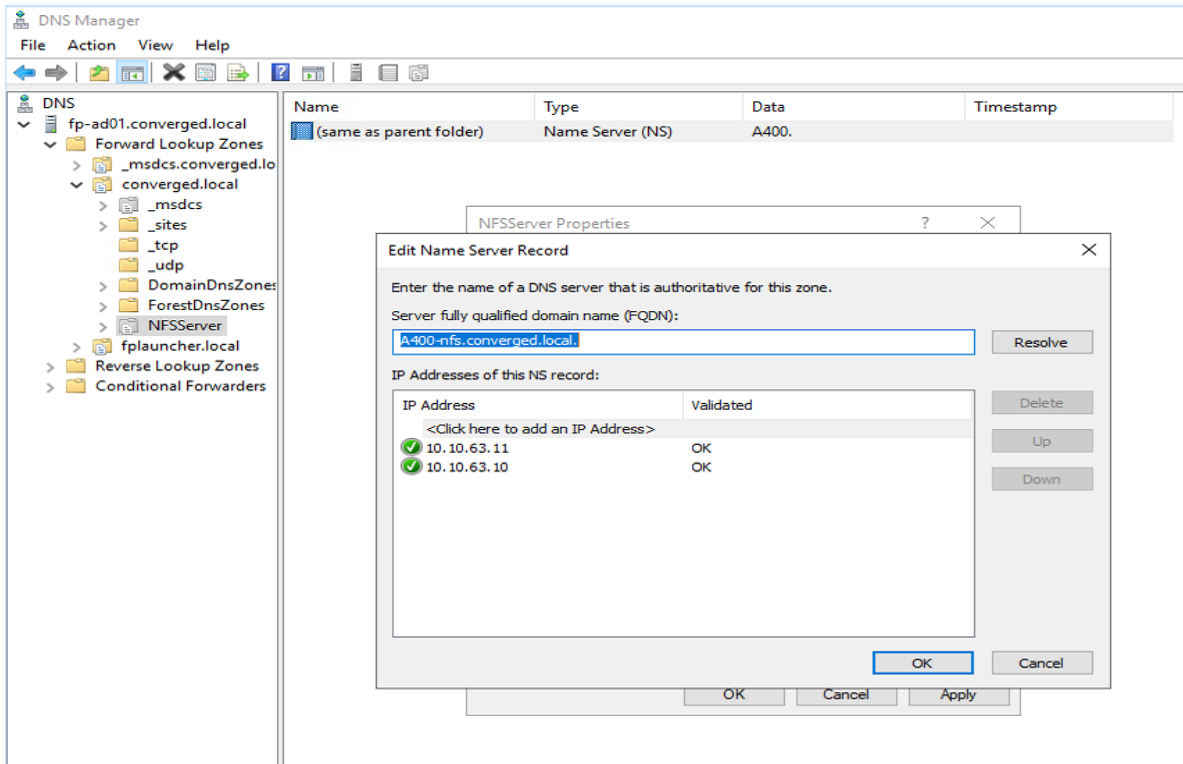 DNS Manager
File Action View Help
DNS
fp-ad01.converged.local
Forward Lookup Zones
_msdcs.converged.lo
converged.local
_msdcs
_sites
_tcp
_udp
DomainDnsZones
ForestDnsZones
NFSServer
fplauncher.local
Reverse Lookup Zones
Conditional Forwarders
Name Type Data Timestamp
(same as parent folder) Name Server (NS) A400.
NFSServer Properties ?
Edit Name Server Record
Enter the name of a DNS server that is authoritative for this zone.
Server fully qualified domain name (FQDN):
A400-nfs.converged.local. Resolve
IP Addresses of this NS record:
IP Address Validated
<Click here to add an IP Address>
10.10.63.11 OK
10.10.63.10 OK
Delete
Up
Down
OK Cancel
OK Cancel Apply